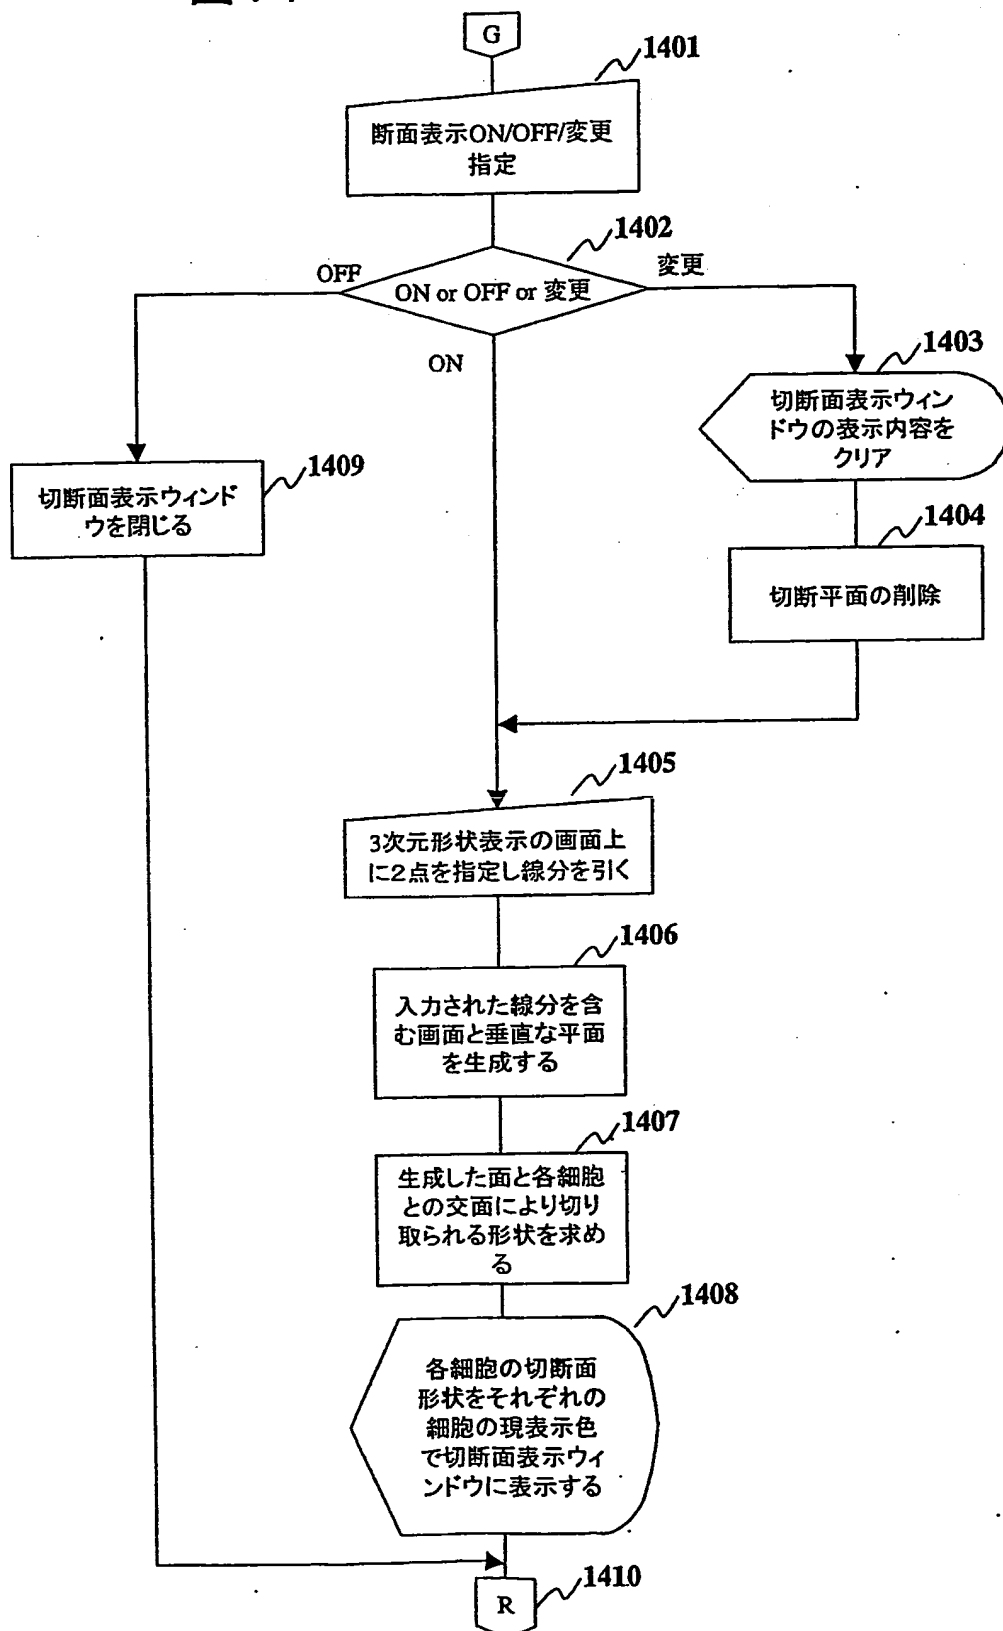 G
1401
断面表示ON/OFF/変更
指定
1402
OFF
ON or OFF or 変更
変更
ON
1403
切断面表示ウィン
ドウの表示内容を
クリア
1409
切断面表示ウィンド
ウを閉じる
1404
切断平面の削除
1405
3次元形状表示の画面上
に2点を指定し線分を引く
1406
入力された線分を含
む画面と垂直な平面
を生成する
1407
生成した面と各細胞
との交面により切り
取られる形状を求め
る
1408
各細胞の切断面
形状をそれぞれの
細胞の現表示色
で切断面表示ウィ
ンドウに表示する
1410
R